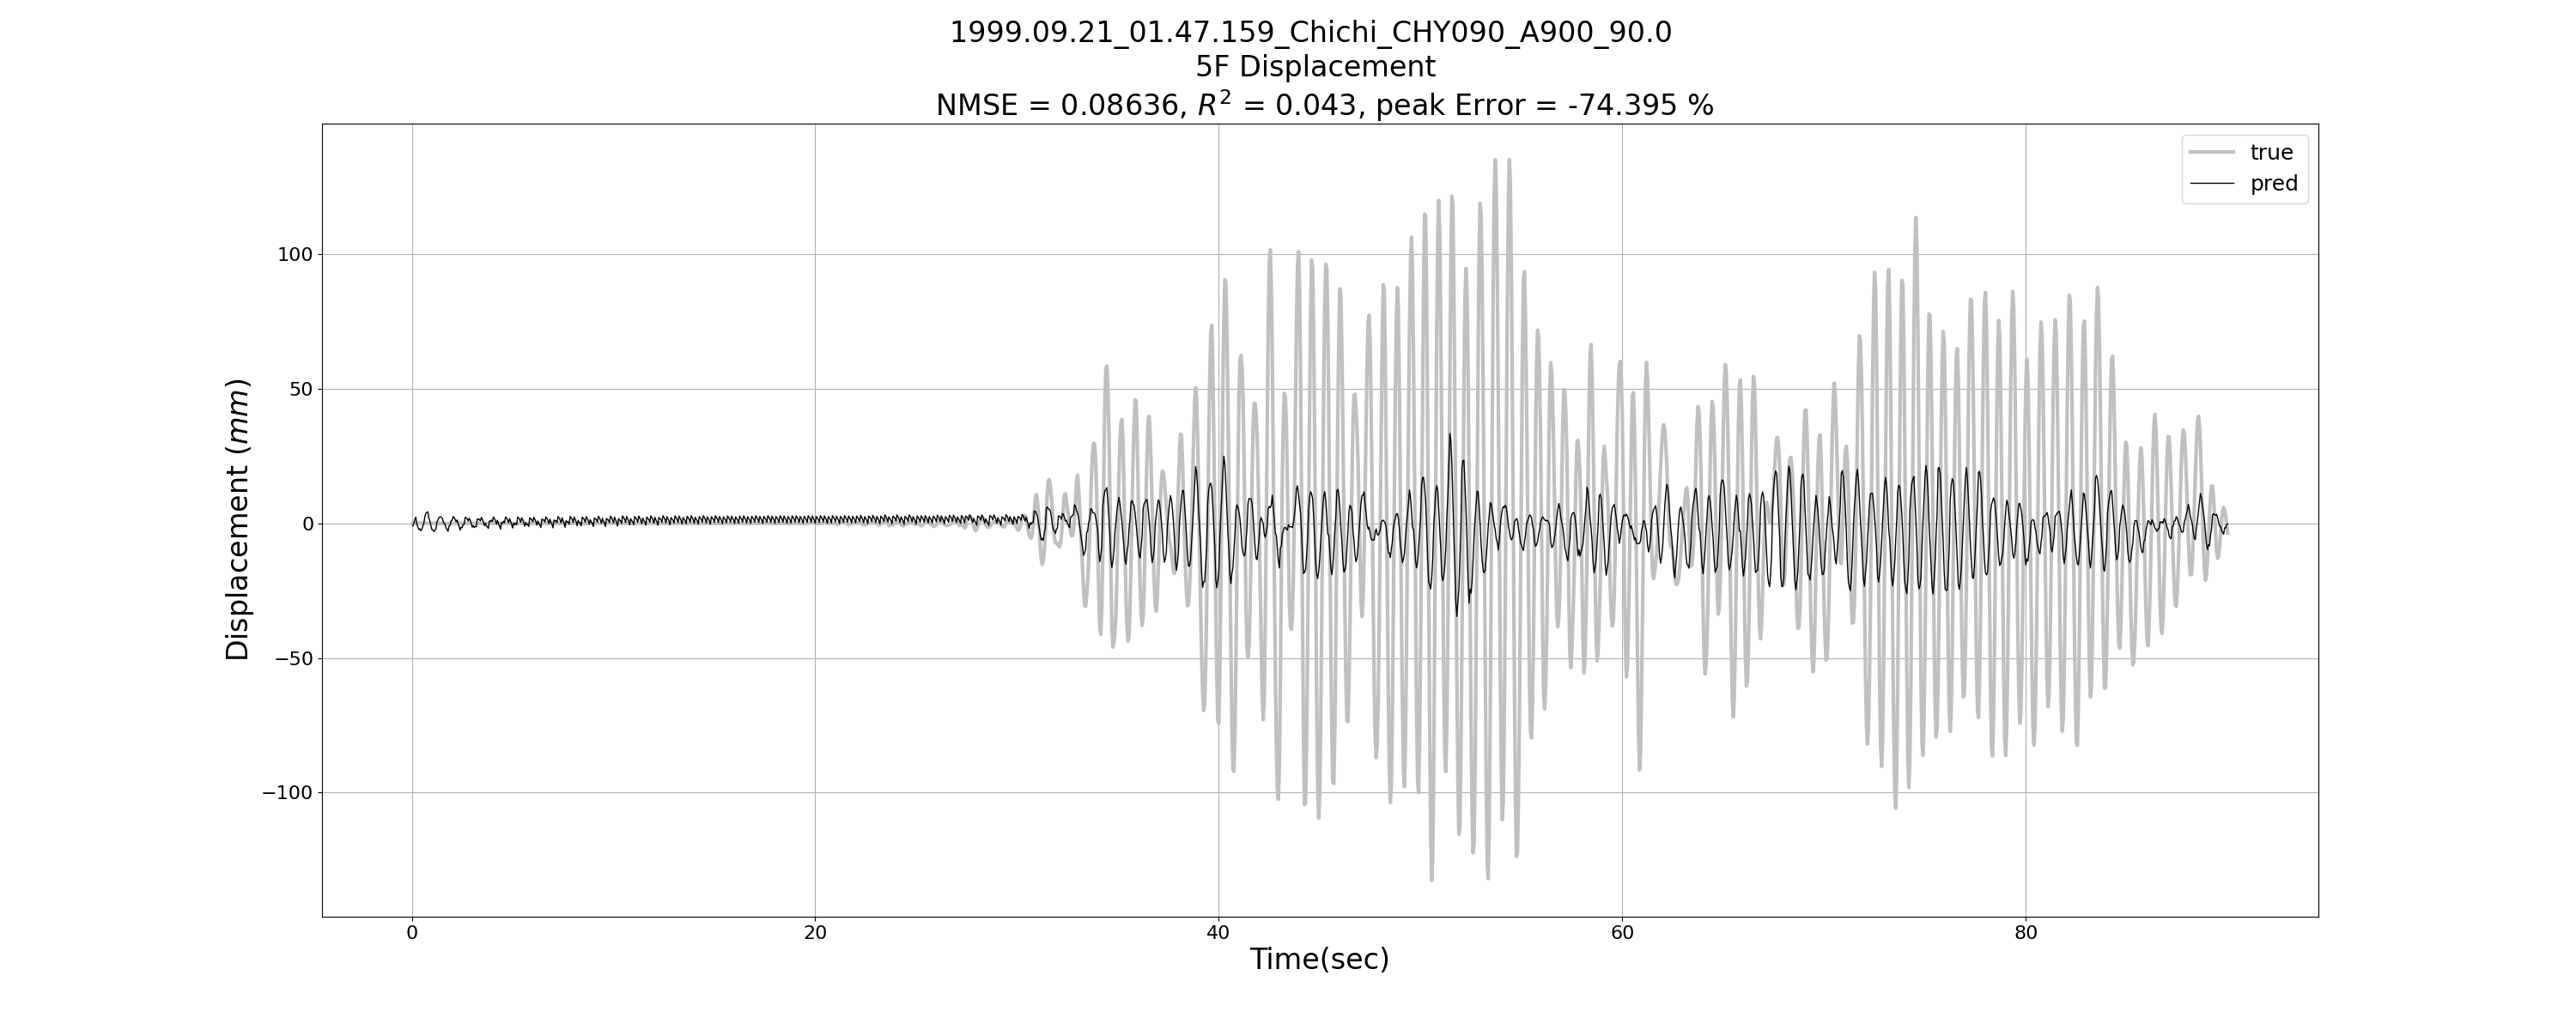 1999.09.21_01.47.159_Chichi_CHY090_A900_90.0
5F Displacement
NMSE = 0.08636, R² = 0.043, peak Error = -74.395 %
true
pred
100
50
0
−50
−100
Displacement (mm)
0 20 40 60 80
Time(sec)